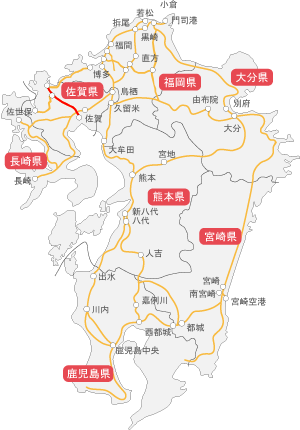 小倉
若松
門司港
折尾
黒崎
福間
直方
博多
福岡県
大分県
佐賀県
鳥栖
由布院
別府
久留米
佐世保
佐賀
大分
大牟田
宮地
長崎県
長崎
熊本
熊本県
新八代
八代
宮崎県
人吉
出水
宮崎
南宮崎
宮崎空港
嘉例川
川内
西都城
都城
鹿児島中央
鹿児島県